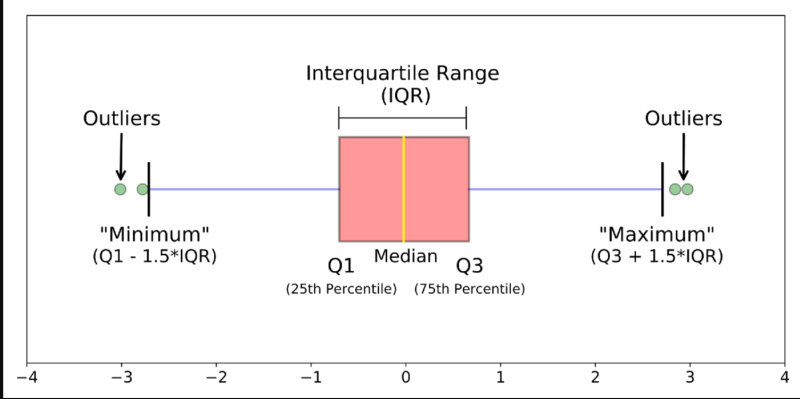 Interquartile Range
(IQR)
Outliers
Outliers
"Minimum"
(Q1 - 1.5*IQR)
"Maximum"
(Q3 + 1.5*IQR)
Median
Q1
Q3
(25th Percentile)
(75th Percentile)
−4
−3
−2
−1
0
1
2
3
4